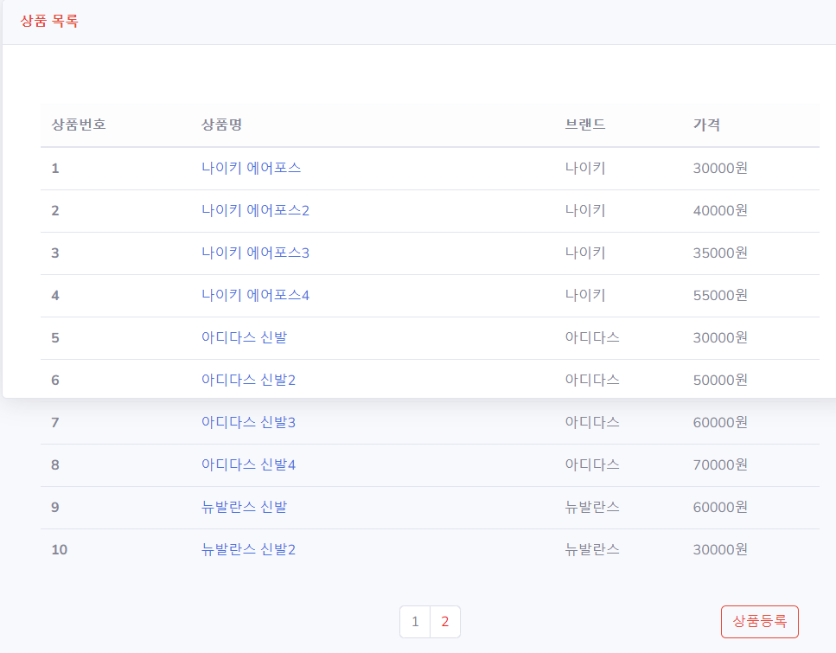 상품 목록
상품번호 상품명 브랜드 가격
1 나이키 에어포스 나이키 30000원
2 나이키 에어포스2 나이키 40000원
3 나이키 에어포스3 나이키 35000원
4 나이키 에어포스4 나이키 55000원
5 아디다스 신발 아디다스 30000원
6 아디다스 신발2 아디다스 50000원
7 아디다스 신발3 아디다스 60000원
8 아디다스 신발4 아디다스 70000원
9 뉴발란스 신발 뉴발란스 60000원
10 뉴발란스 신발2 뉴발란스 30000원
1 2 상품등록